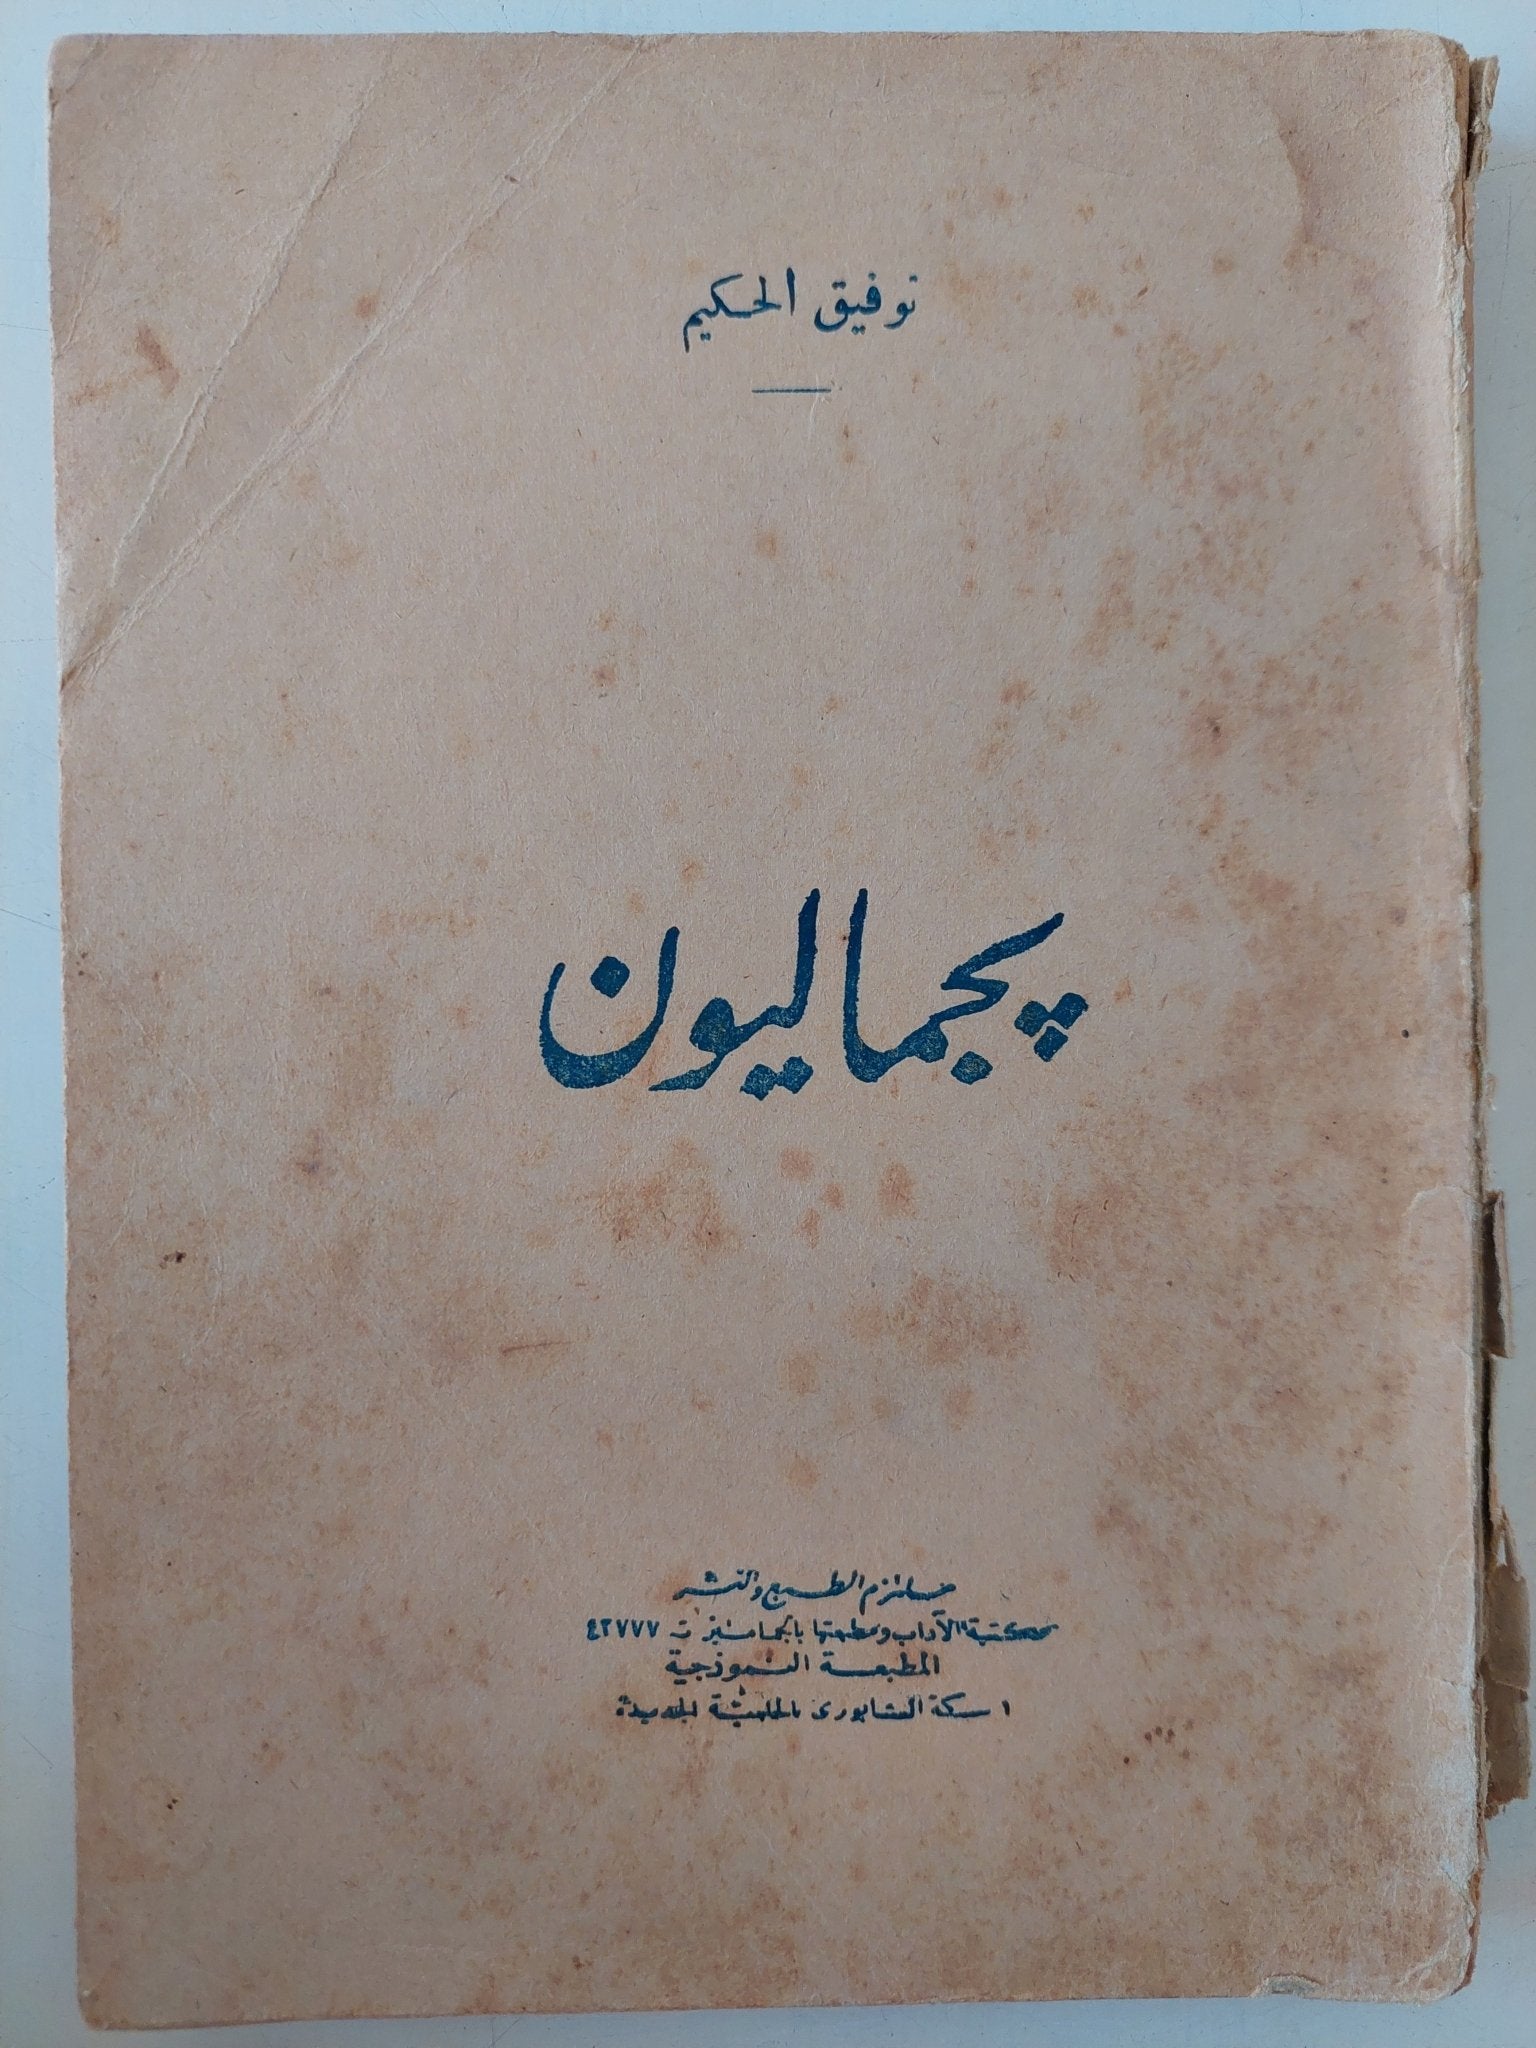 توفيق الحكيم
پجماليون
ملتزم الطبع والنشر
مكتبة الآداب ومطبعتها بالجماميز ت ٤٢٧٧٧
المطبعة النموذجية
١ سكة الشابورى بالحلمية الجديدة